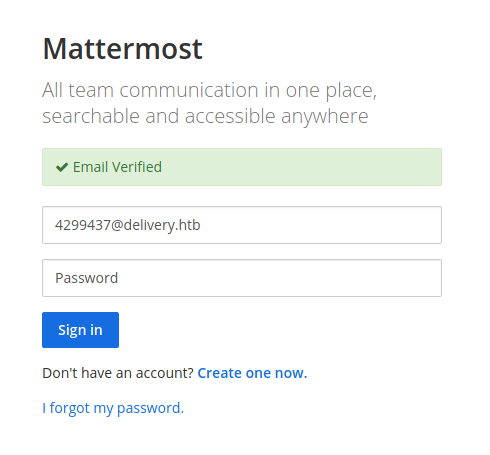 Mattermost
All team communication in one place,
searchable and accessible anywhere
✔ Email Verified
4299437@delivery.htb
Password
Sign in
Don't have an account? Create one now.
I forgot my password.